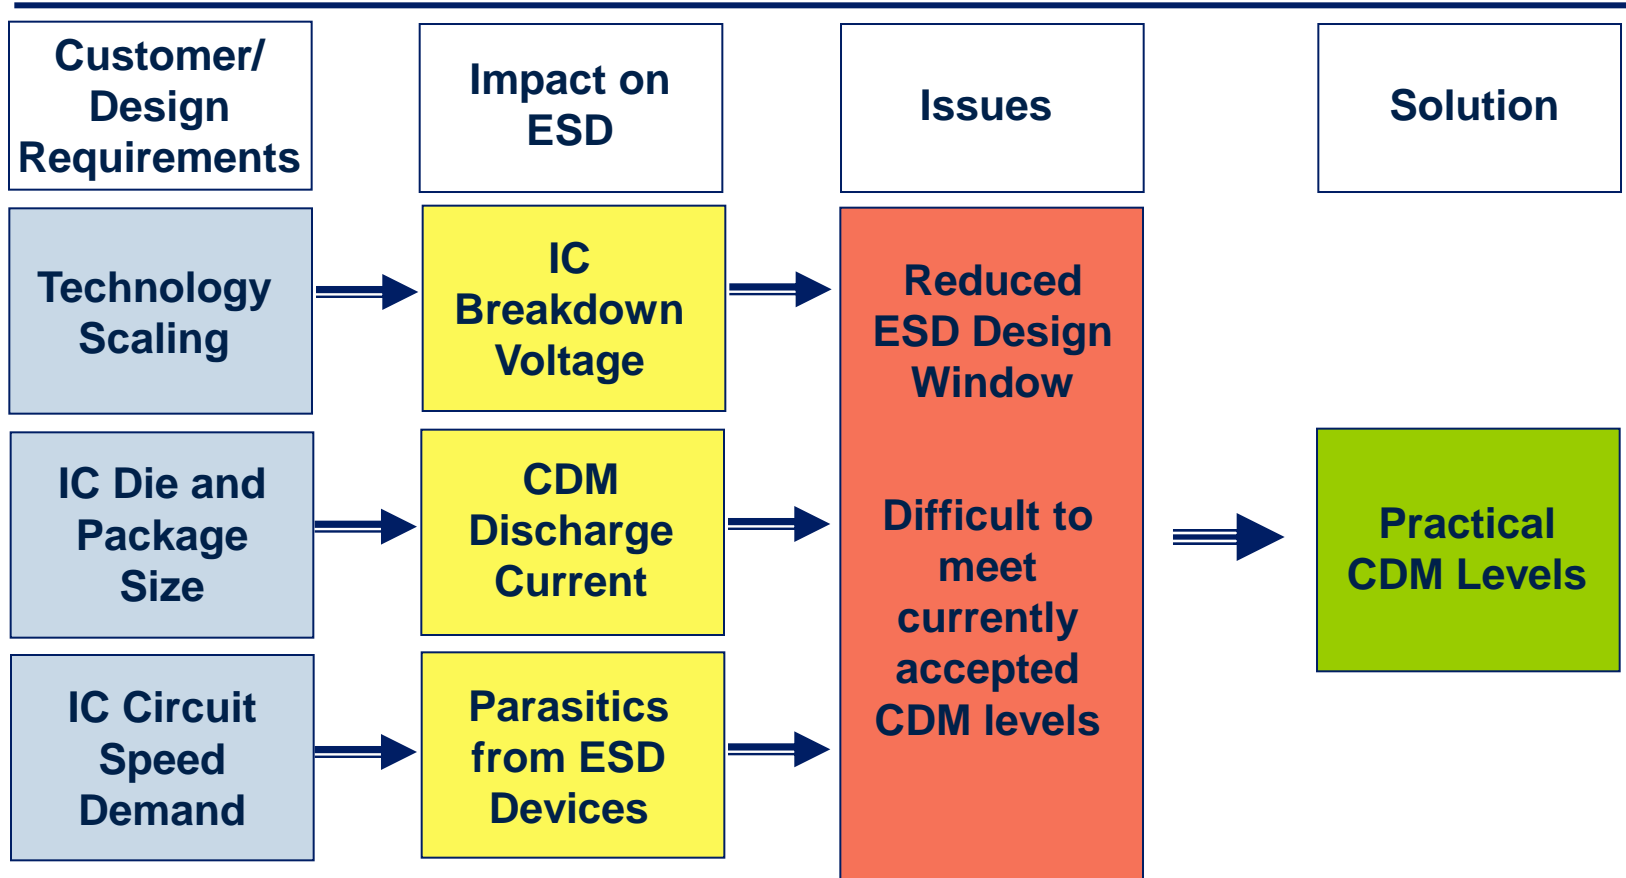 Customer/
Design
Requirements
Impact on
ESD
Issues
Solution
Technology
Scaling
IC
Breakdown
Voltage
Reduced
ESD Design
Window
IC Die and
Package
Size
CDM
Discharge
Current
Difficult to
meet
currently
accepted
CDM levels
Practical
CDM Levels
IC Circuit
Speed
Demand
Parasitics
from ESD
Devices